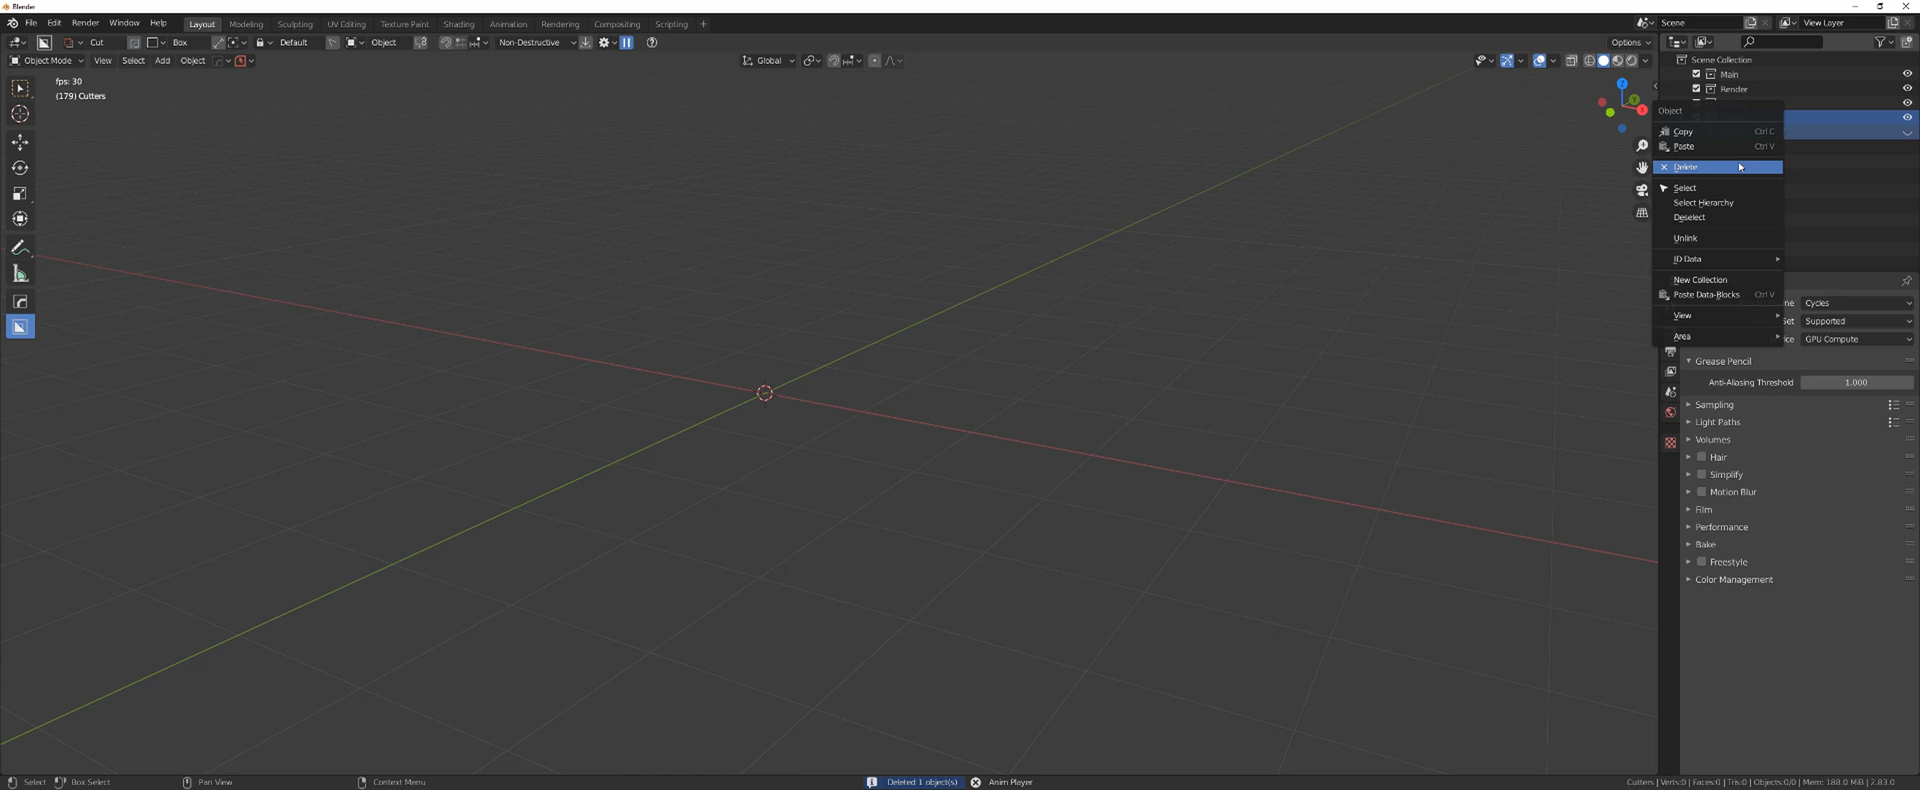 Blender
File Edit Render Window Help Layout Modeling Sculpting UV Editing Texture Paint Shading Animation Rendering Compositing Scripting + Scene View Layer
Cut Box Default Object Non-Destructive Options
Object Mode View Select Add Object Global
fps: 30
(179) Cutters
Scene Collection
Main
Render
Z
Y
X
Object
Copy Ctrl C
Paste Ctrl V
Delete
Select
Select Hierarchy
Deselect
Unlink
ID Data
New Collection
Paste Data-Blocks Ctrl V
View
Area
ne Cycles
Set Supported
ice GPU Compute
Grease Pencil
Anti-Aliasing Threshold 1.000
Sampling
Light Paths
Volumes
Hair
Simplify
Motion Blur
Film
Performance
Bake
Freestyle
Color Management
Select Box Select Pan View Context Menu Deleted 1 object(s) Anim Player Cutters | Verts:0 | Faces:0 | Tris:0 | Objects:0/0 | Mem: 188.0 MiB | 2.83.0